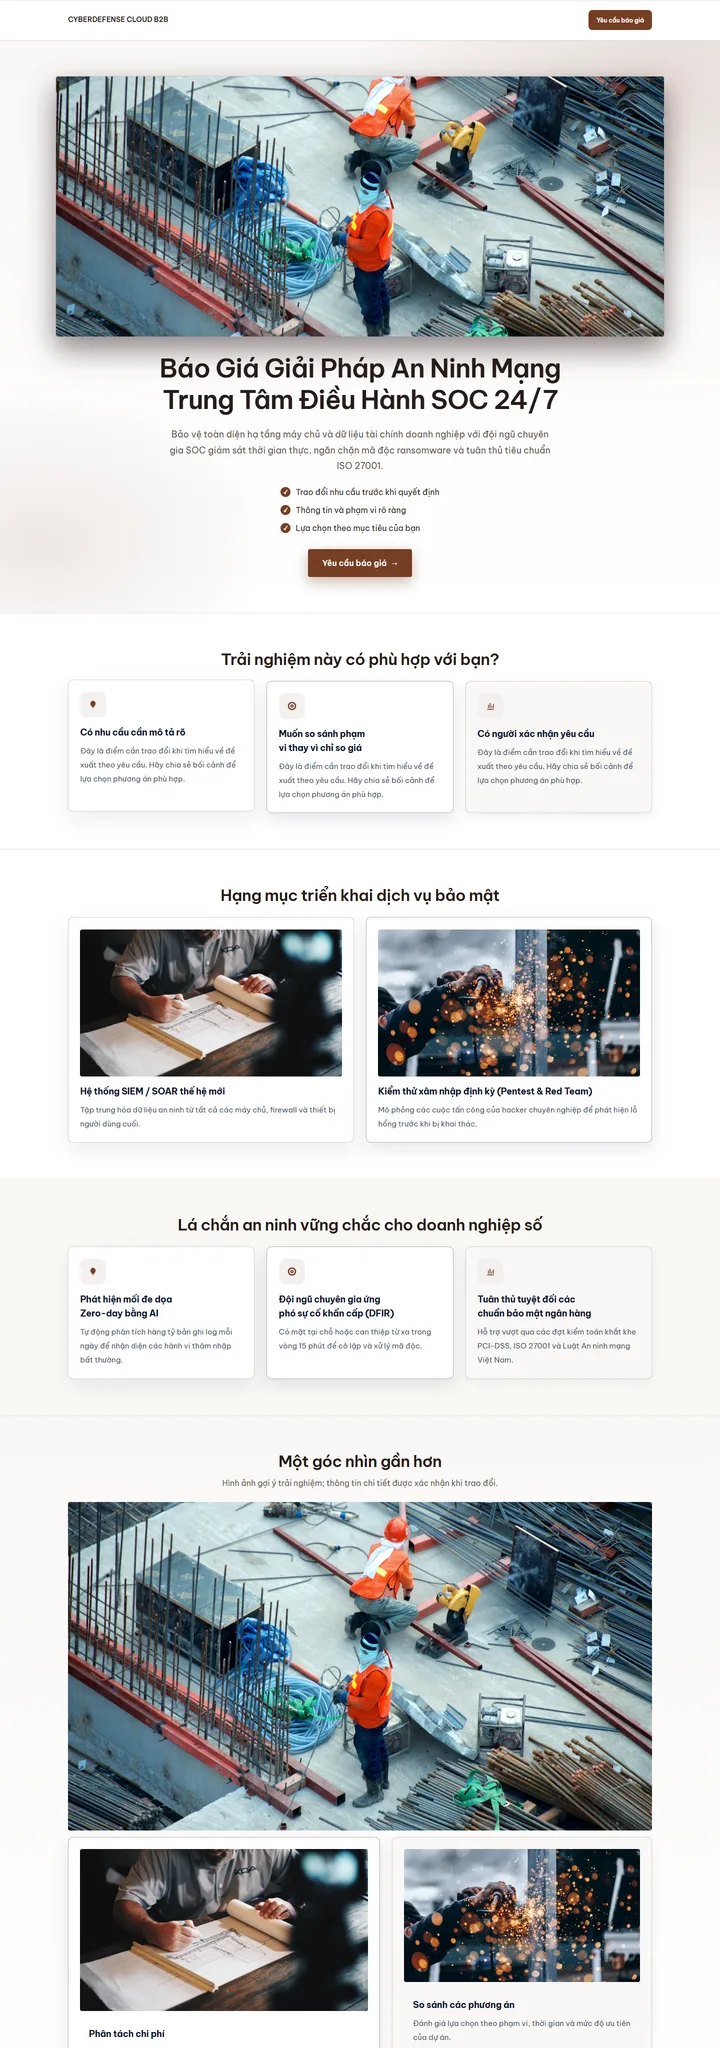 CYBERDEFENSE CLOUD B2B
Yêu cầu báo giá
Báo Giá Giải Pháp An Ninh Mạng
Trung Tâm Điều Hành SOC 24/7
Bảo vệ toàn diện hạ tầng máy chủ và dữ liệu tài chính doanh nghiệp với đội ngũ chuyên
gia SOC giám sát thời gian thực, ngăn chặn mã độc ransomware và tuân thủ tiêu chuẩn
ISO 27001.
Trao đổi nhu cầu trước khi quyết định
Thông tin và phạm vi rõ ràng
Lựa chọn theo mục tiêu của bạn
Yêu cầu báo giá →
Trải nghiệm này có phù hợp với bạn?
Có nhu cầu cần mô tả rõ
Đây là điểm cần trao đổi khi tìm hiểu về đề
xuất theo yêu cầu. Hãy chia sẻ bối cảnh để
lựa chọn phương án phù hợp.
Muốn so sánh phạm
vi thay vì chỉ so giá
Đây là điểm cần trao đổi khi tìm hiểu về đề
xuất theo yêu cầu. Hãy chia sẻ bối cảnh để
lựa chọn phương án phù hợp.
Có người xác nhận yêu cầu
Đây là điểm cần trao đổi khi tìm hiểu về đề
xuất theo yêu cầu. Hãy chia sẻ bối cảnh để
lựa chọn phương án phù hợp.
Hạng mục triển khai dịch vụ bảo mật
Hệ thống SIEM / SOAR thế hệ mới
Tập trung hóa dữ liệu an ninh từ tất cả các máy chủ, firewall và thiết bị
người dùng cuối.
Kiểm thử xâm nhập định kỳ (Pentest & Red Team)
Mô phỏng các cuộc tấn công của hacker chuyên nghiệp để phát hiện lỗ
hổng trước khi bị khai thác.
Lá chắn an ninh vững chắc cho doanh nghiệp số
Phát hiện mối đe dọa
Zero-day bằng AI
Tự động phân tích hàng tỷ bản ghi log mỗi
ngày để nhận diện các hành vi thâm nhập
bất thường.
Đội ngũ chuyên gia ứng
phó sự cố khẩn cấp (DFIR)
Có mặt tại chỗ hoặc can thiệp từ xa trong
vòng 15 phút để cô lập và xử lý mã độc.
Tuân thủ tuyệt đối các
chuẩn bảo mật ngân hàng
Hỗ trợ vượt qua các đợt kiểm toán khắt khe
PCI-DSS, ISO 27001 và Luật An ninh mạng
Việt Nam.
Một góc nhìn gần hơn
Hình ảnh gợi ý trải nghiệm; thông tin chi tiết được xác nhận khi trao đổi.
Phân tách chi phí
So sánh các phương án
Đánh giá lựa chọn theo phạm vi, thời gian và mức độ ưu tiên
của dự án.